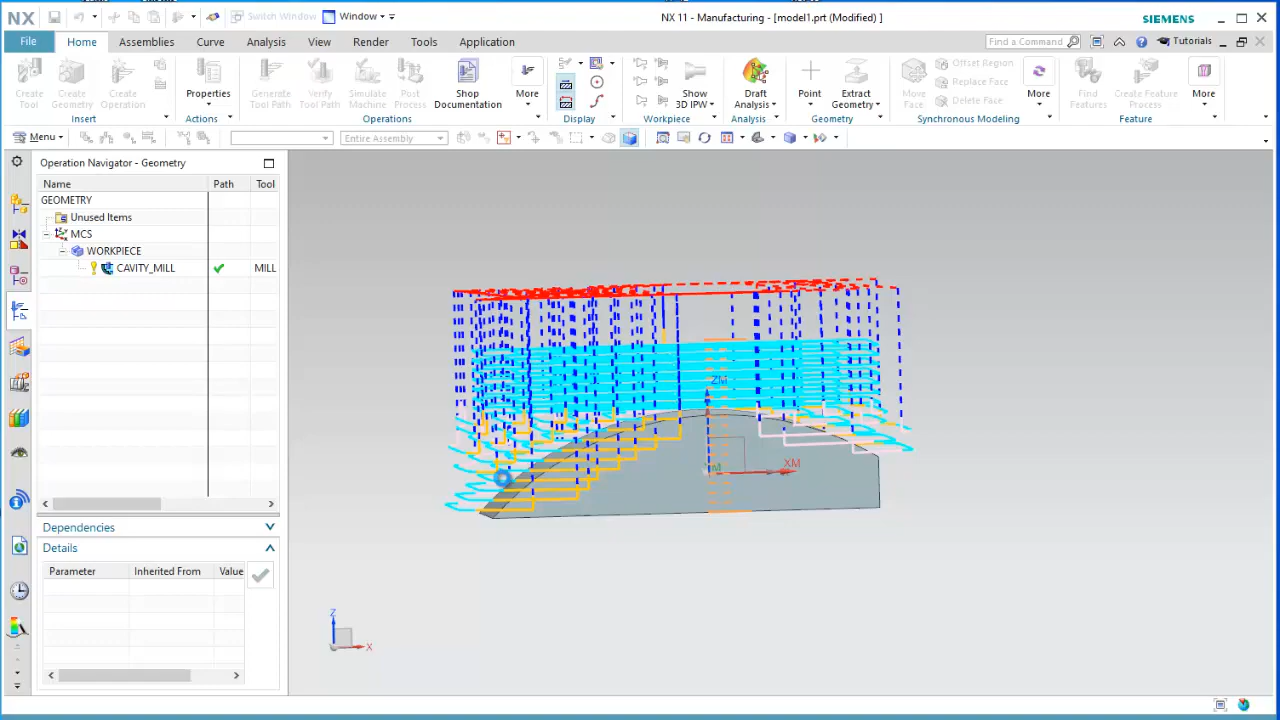 NX
Switch Window
Window
NX 11 - Manufacturing - [model1.prt (Modified) ]
SIEMENS
File
Home
Assemblies
Curve
Analysis
View
Render
Tools
Application
Find a Command
Tutorials
Create Tool
Create Geometry
Create Operation
Properties
Generate Tool Path
Verify Tool Path
Simulate Machine
Post Process
Shop Documentation
More
Show 3D IPW
Draft Analysis
Point
Extract Geometry
Move Face
Offset Region
Replace Face
Delete Face
More
Find Features
Create Feature Process
More
Insert
Actions
Operations
Display
Workpiece
Analysis
Geometry
Synchronous Modeling
Feature
Menu
Entire Assembly
Operation Navigator - Geometry
Name Path Tool
GEOMETRY
Unused Items
MCS
WORKPIECE
CAVITY_MILL MILL
Dependencies
Details
Parameter Inherited From Value
ZM
XM
Z
X